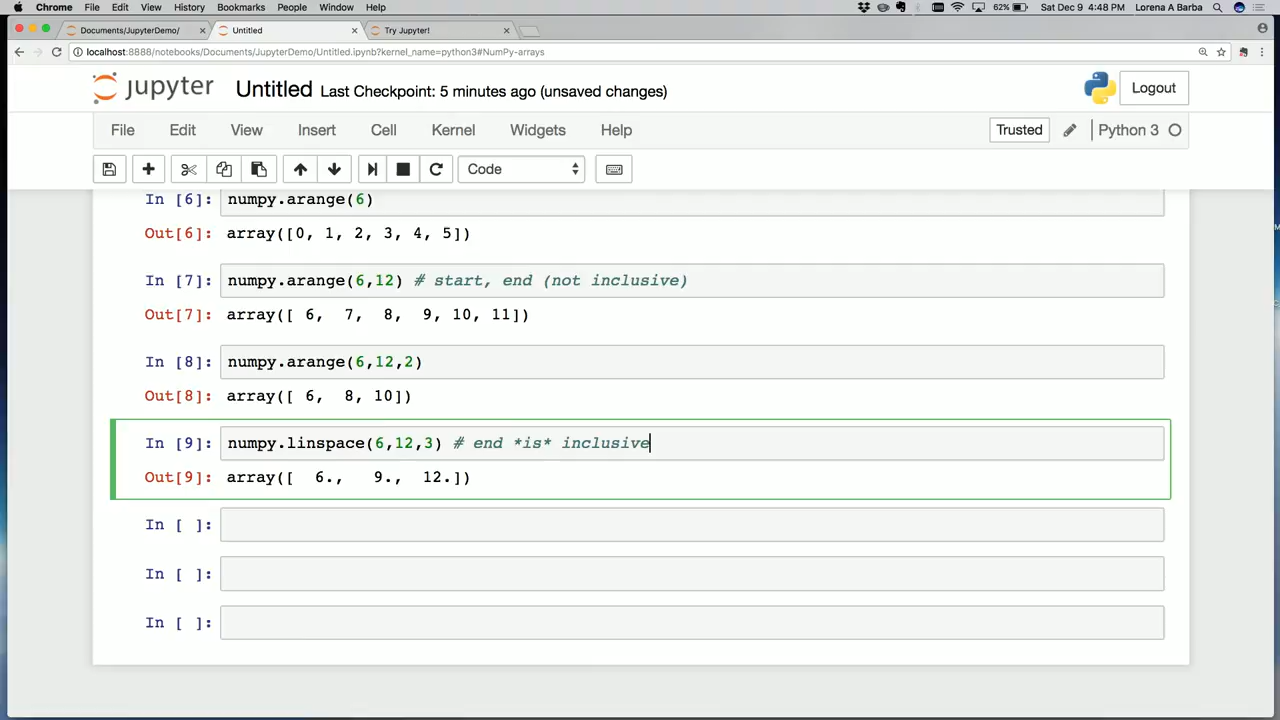 Chrome File Edit View History Bookmarks People Window Help 62% Sat Dec 9 4:48 PM Lorena A Barba
Documents/JupyterDemo/ Untitled Try Jupyter!
localhost:8888/notebooks/Documents/JupyterDemo/Untitled.ipynb?kernel_name=python3#NumPy-arrays
jupyter Untitled Last Checkpoint: 5 minutes ago (unsaved changes) Logout
File Edit View Insert Cell Kernel Widgets Help Trusted Python 3
Code
In [6]: numpy.arange(6)
Out[6]: array([0, 1, 2, 3, 4, 5])
In [7]: numpy.arange(6,12) # start, end (not inclusive)
Out[7]: array([ 6,  7,  8,  9, 10, 11])
In [8]: numpy.arange(6,12,2)
Out[8]: array([ 6,  8, 10])
In [9]: numpy.linspace(6,12,3) # end *is* inclusive
Out[9]: array([  6.,   9.,  12.])
In [ ]:
In [ ]:
In [ ]: